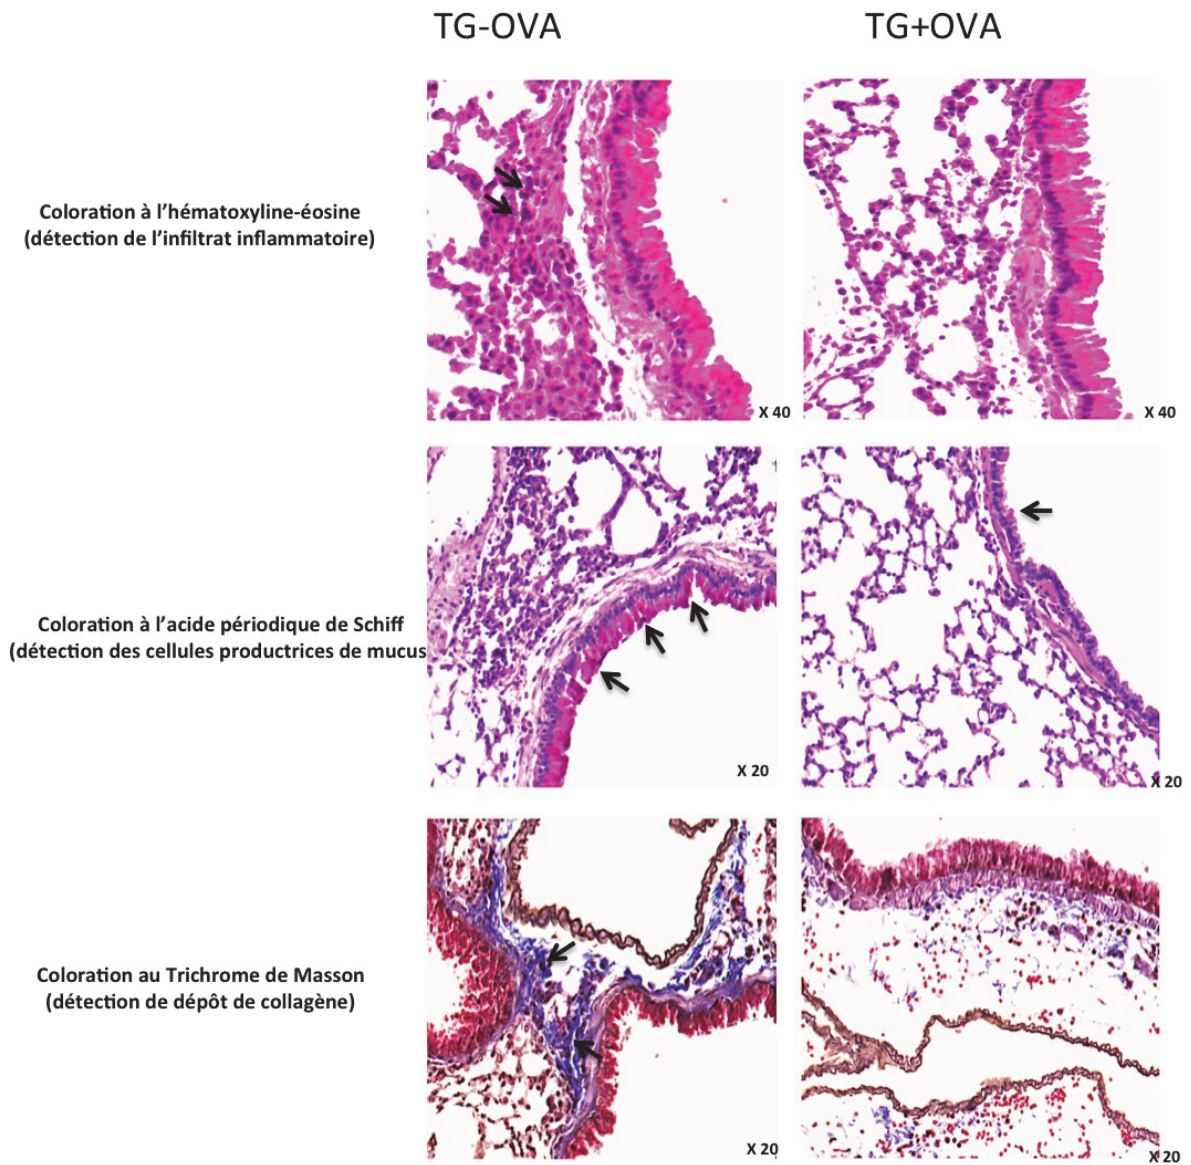 TG-OVA
TG+OVA
Coloration à l’hématoxyline-éosine
(détection de l’infiltrat inflammatoire)
X 40
X 40
Coloration à l’acide périodique de Schiff
(détection des cellules productrices de mucus
X 20
X 20
Coloration au Trichrome de Masson
(détection de dépôt de collagène)
X 20
X 20